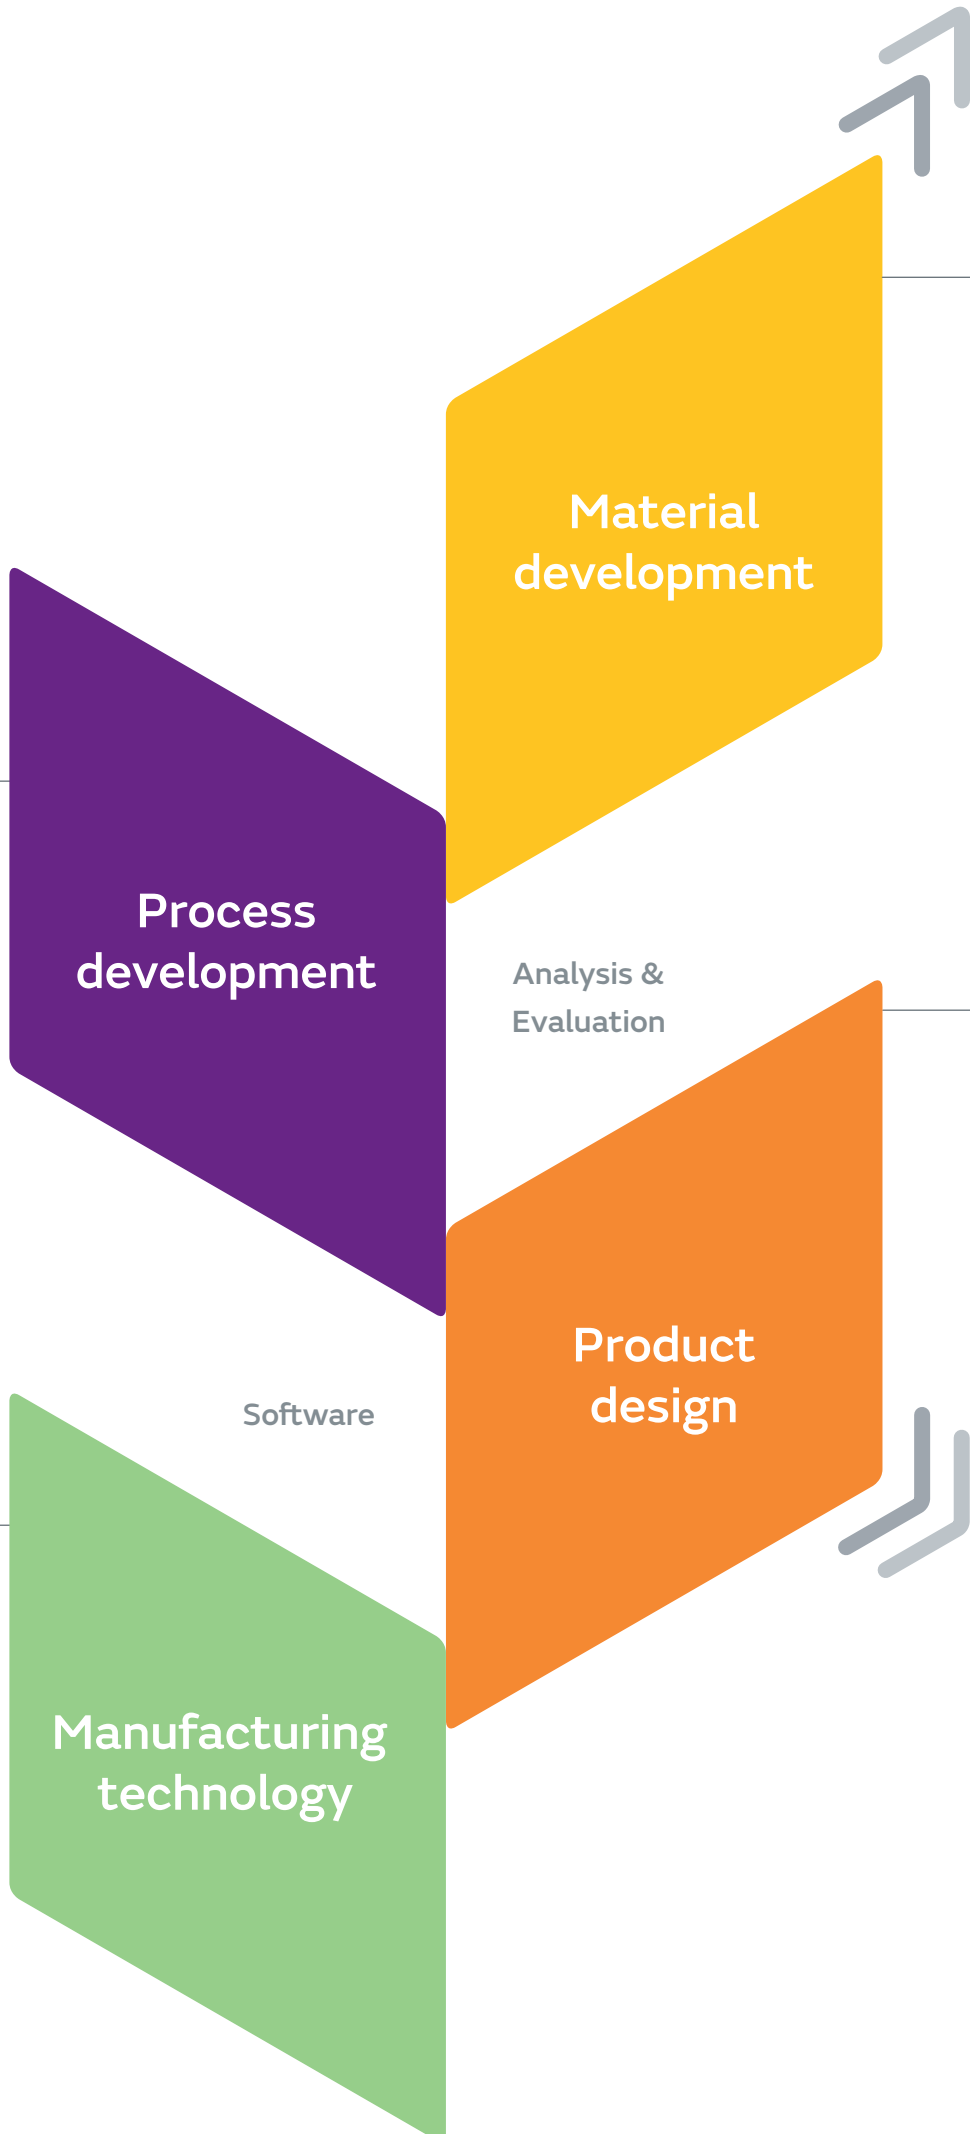 Material
development
Process
development
Analysis &
Evaluation
Product
design
Software
Manufacturing
technology